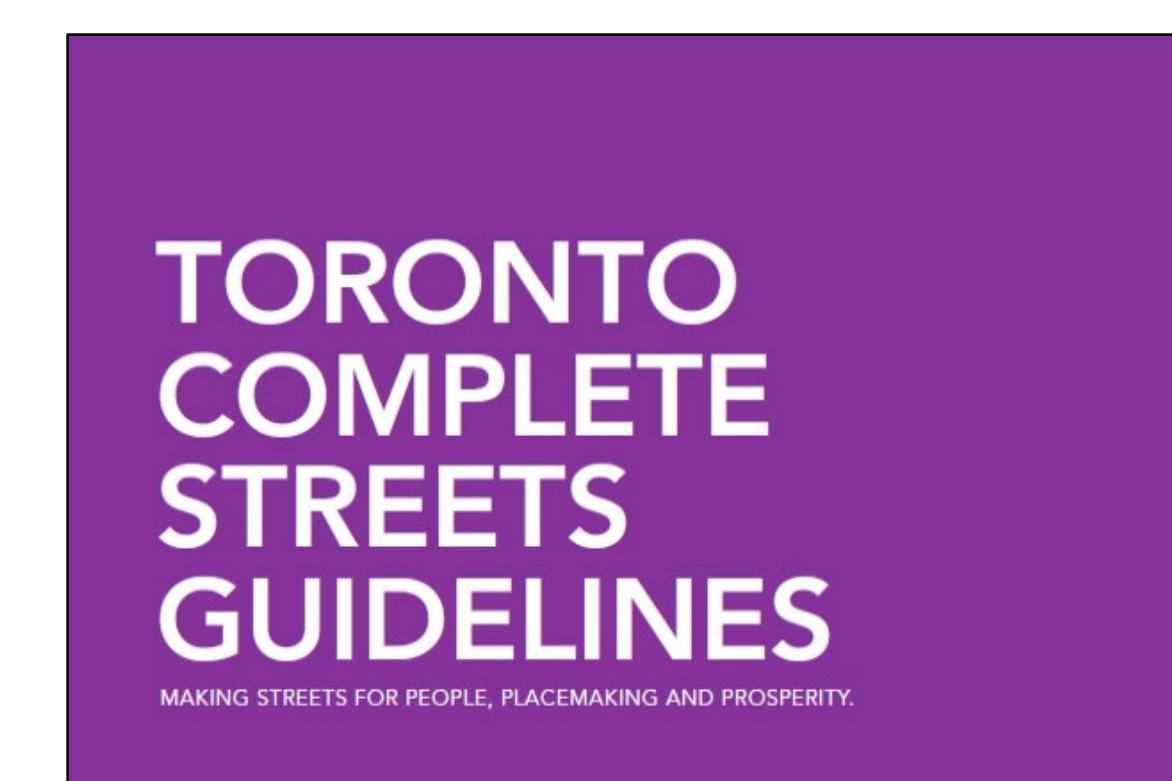 TORONTO
COMPLETE
STREETS
GUIDELINES
MAKING STREETS FOR PEOPLE, PLACEMAKING AND PROSPERITY.